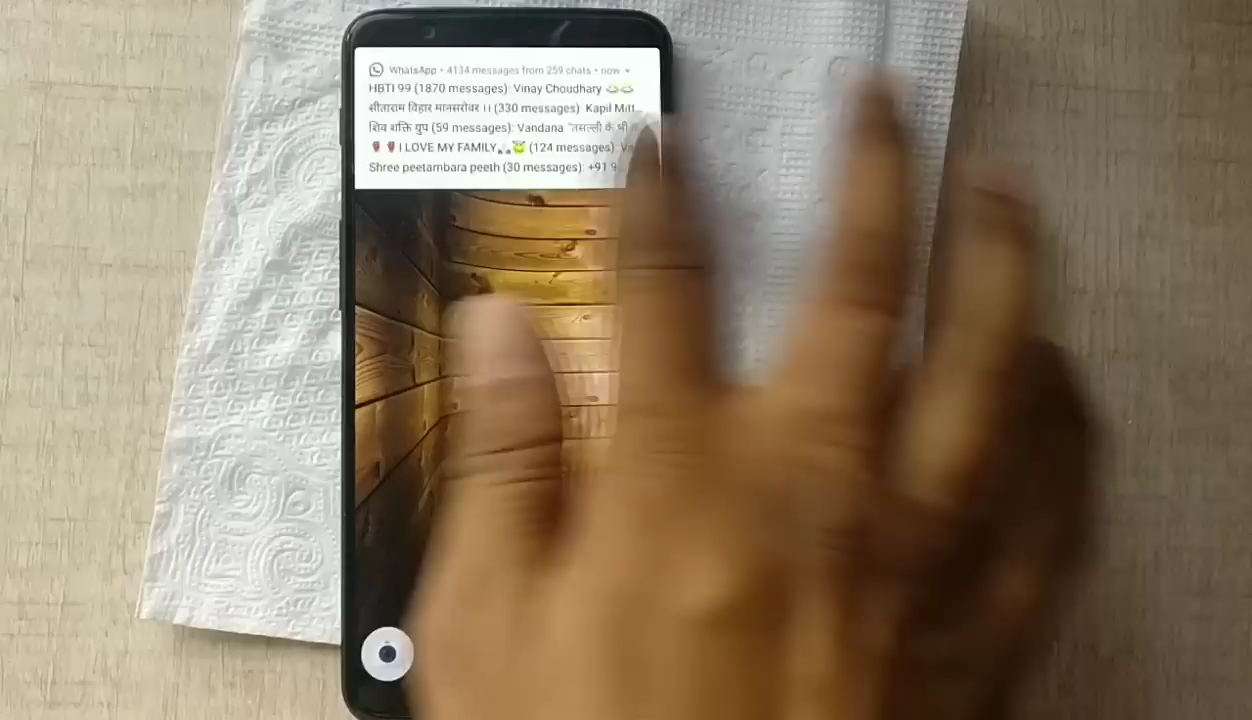 WhatsApp • 4134 messages from 259 chats • now
HBTI 99 (1870 messages): Vinay Choudhary
सीताराम विहार मानसरोवर ।। (330 messages): Kapil Mitt...
शिव शक्ति ग्रुप (59 messages): Vandana "तसल्ली के भी
I LOVE MY FAMILY (124 messages):
Shree peetambara peeth (30 messages): +91 9